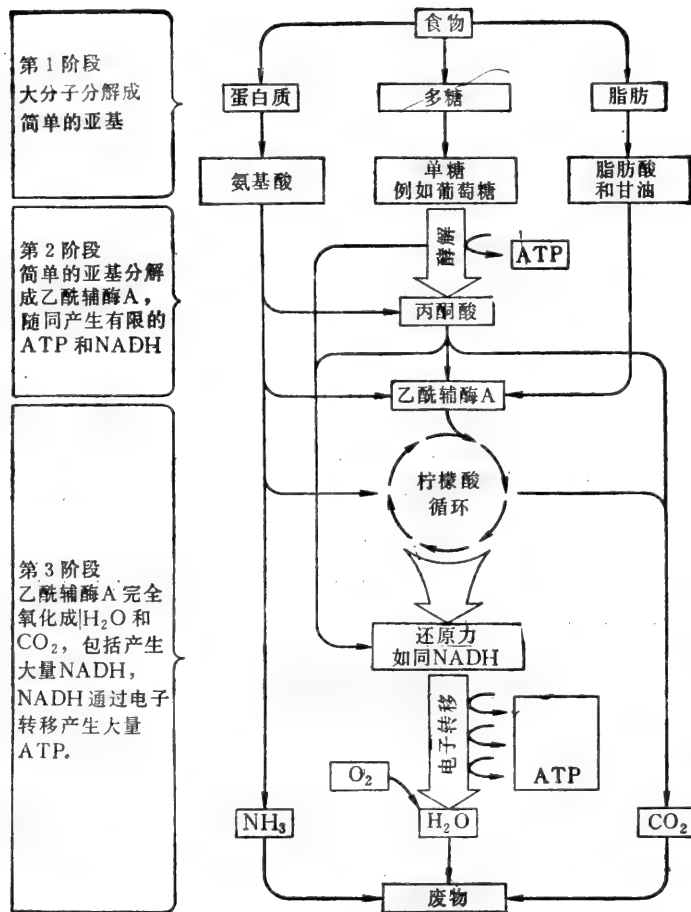 食物
第1阶段
大分子分解成
简单的亚基
蛋白质
多糖
脂肪
氨基酸
单糖
例如葡萄糖
脂肪酸
和甘油
第2阶段
简单的亚基分解
成乙酰辅酶A，
随同产生有限的
ATP和NADH
酵解
ATP
丙酮酸
乙酰辅酶A
柠檬酸
循环
第3阶段
乙酰辅酶A完全
氧化成H₂O和
CO₂，包括产生
大量NADH，
NADH通过电子
转移产生大量
ATP。
还原力
如同NADH
电子转移
ATP
O₂
NH₃
H₂O
CO₂
废物